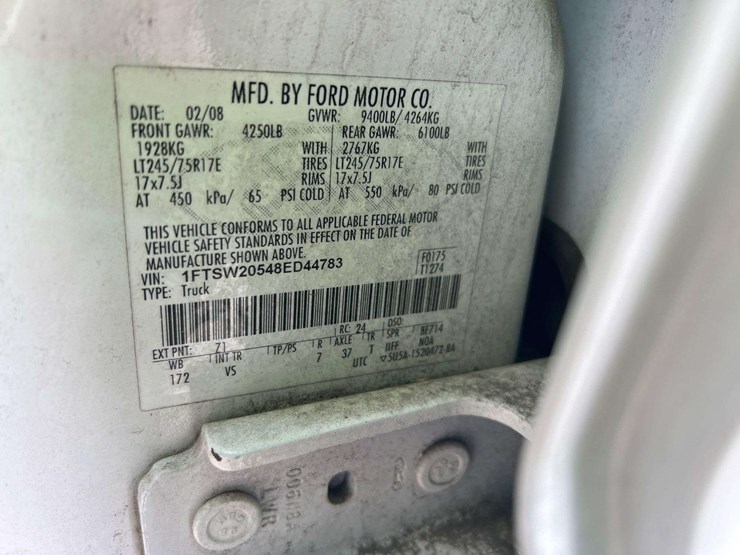 MFD. BY FORD MOTOR CO.
DATE: 02/08 GVWR: 9400LB/ 4264KG
FRONT GAWR: 4250LB REAR GAWR: 6100LB
1928KG WITH 2767KG WITH
LT245/75R17E TIRES LT245/75R17E TIRES
17x7.5J RIMS 17x7.5J RIMS
AT 450 kPa/ 65 PSI COLD AT 550 kPa/ 80 PSI COLD
THIS VEHICLE CONFORMS TO ALL APPLICABLE FEDERAL MOTOR
VEHICLE SAFETY STANDARDS IN EFFECT ON THE DATE OF
MANUFACTURE SHOWN ABOVE.
VIN: 1FTSW20548ED44783 F0175
TYPE: Truck T1274
EXT PNT: Z1 RC: 24 DSO:
WB INT TR TP/PS R AXLE TR SPR BF714
172 VS 7 37 T UFF NOA
UTC